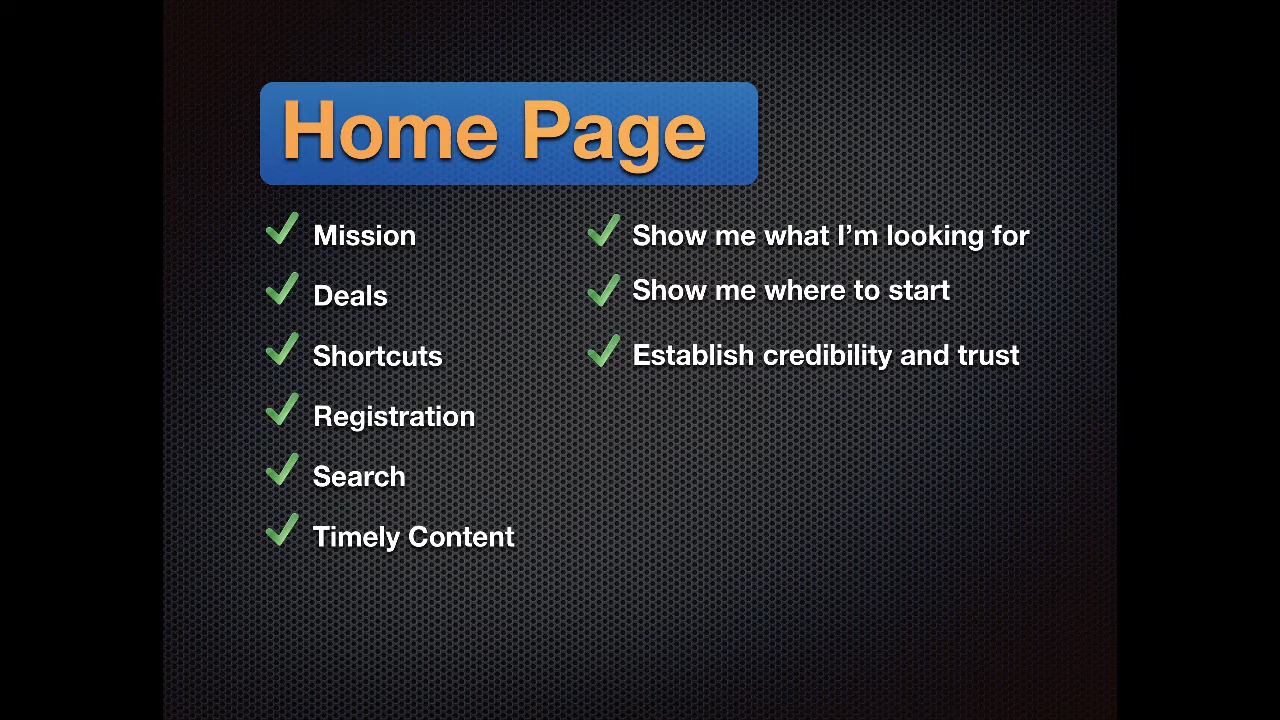 Home Page
Mission
Deals
Shortcuts
Registration
Search
Timely Content
Show me what I’m looking for
Show me where to start
Establish credibility and trust